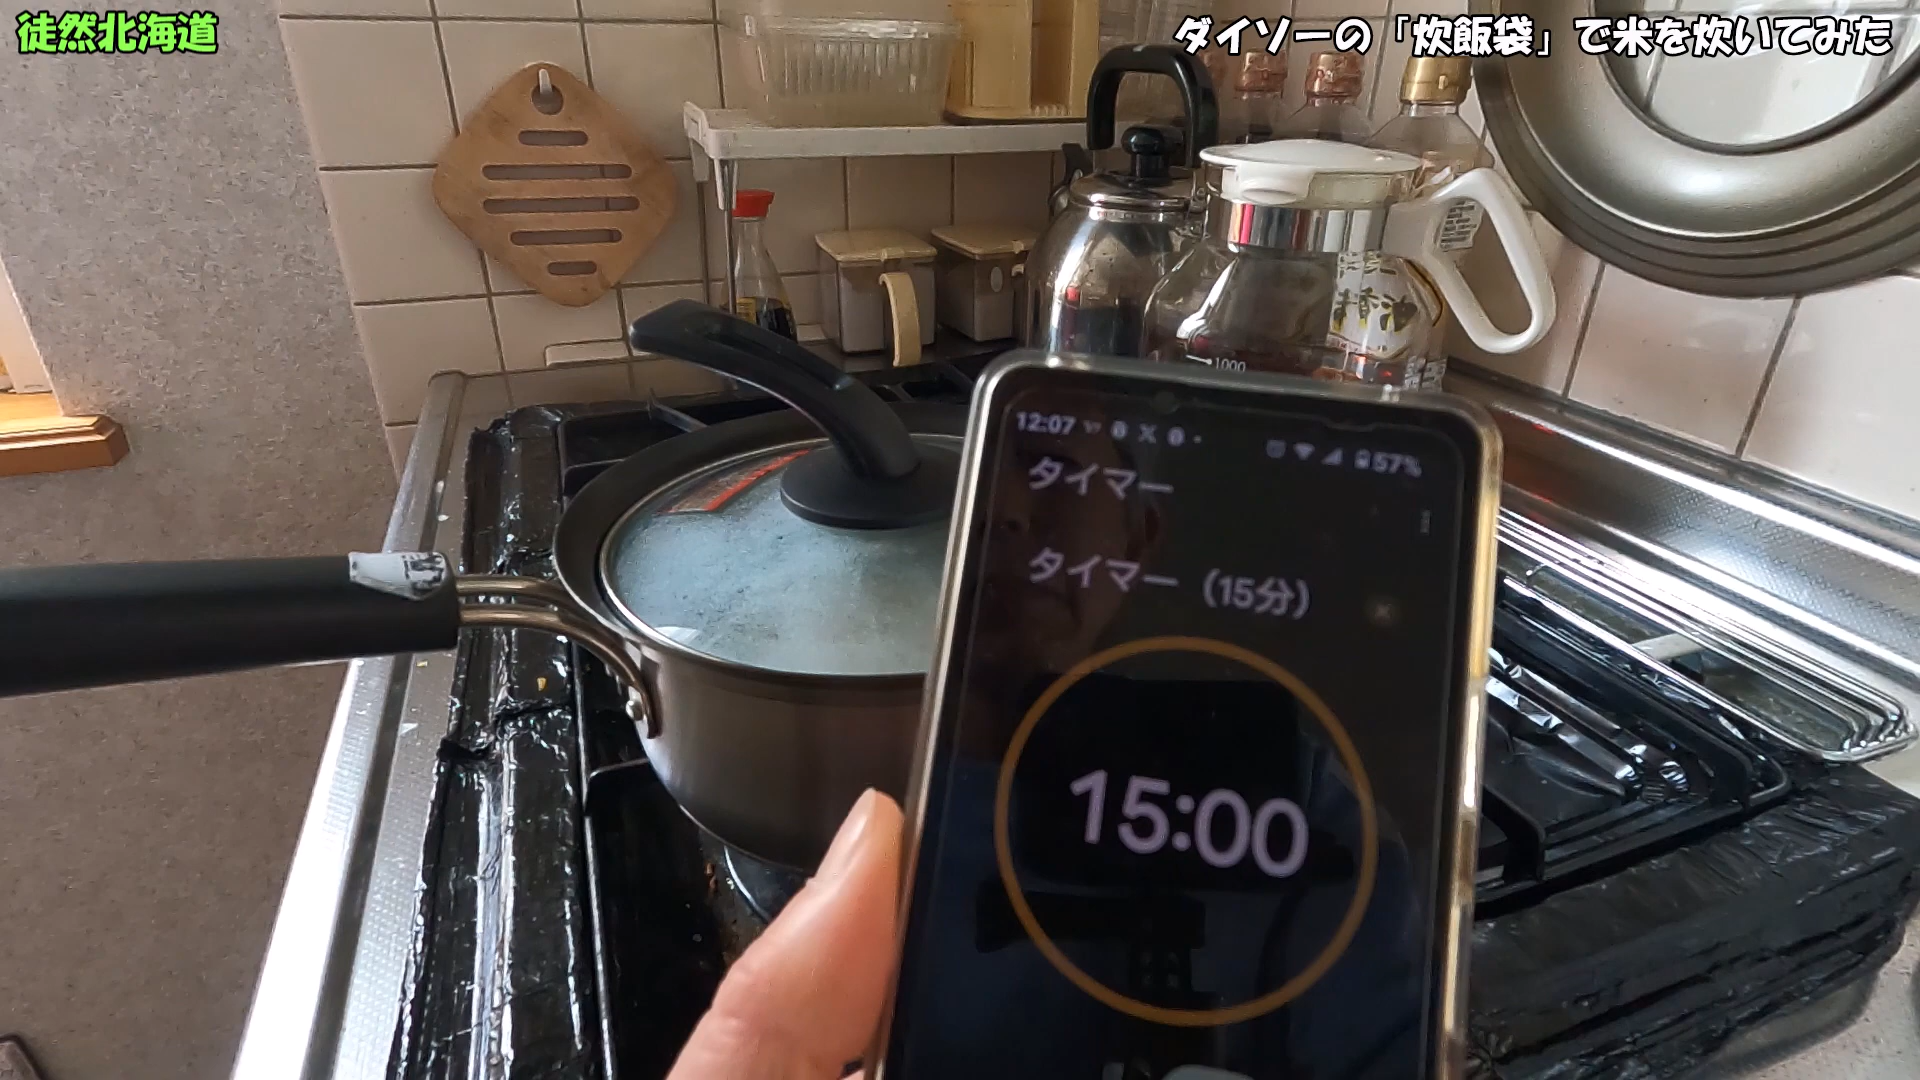 徒然北海道
ダイソーの「炊飯袋」で米を炊いてみた
1000
12:07
57%
タイマー
タイマー（15分）
15:00